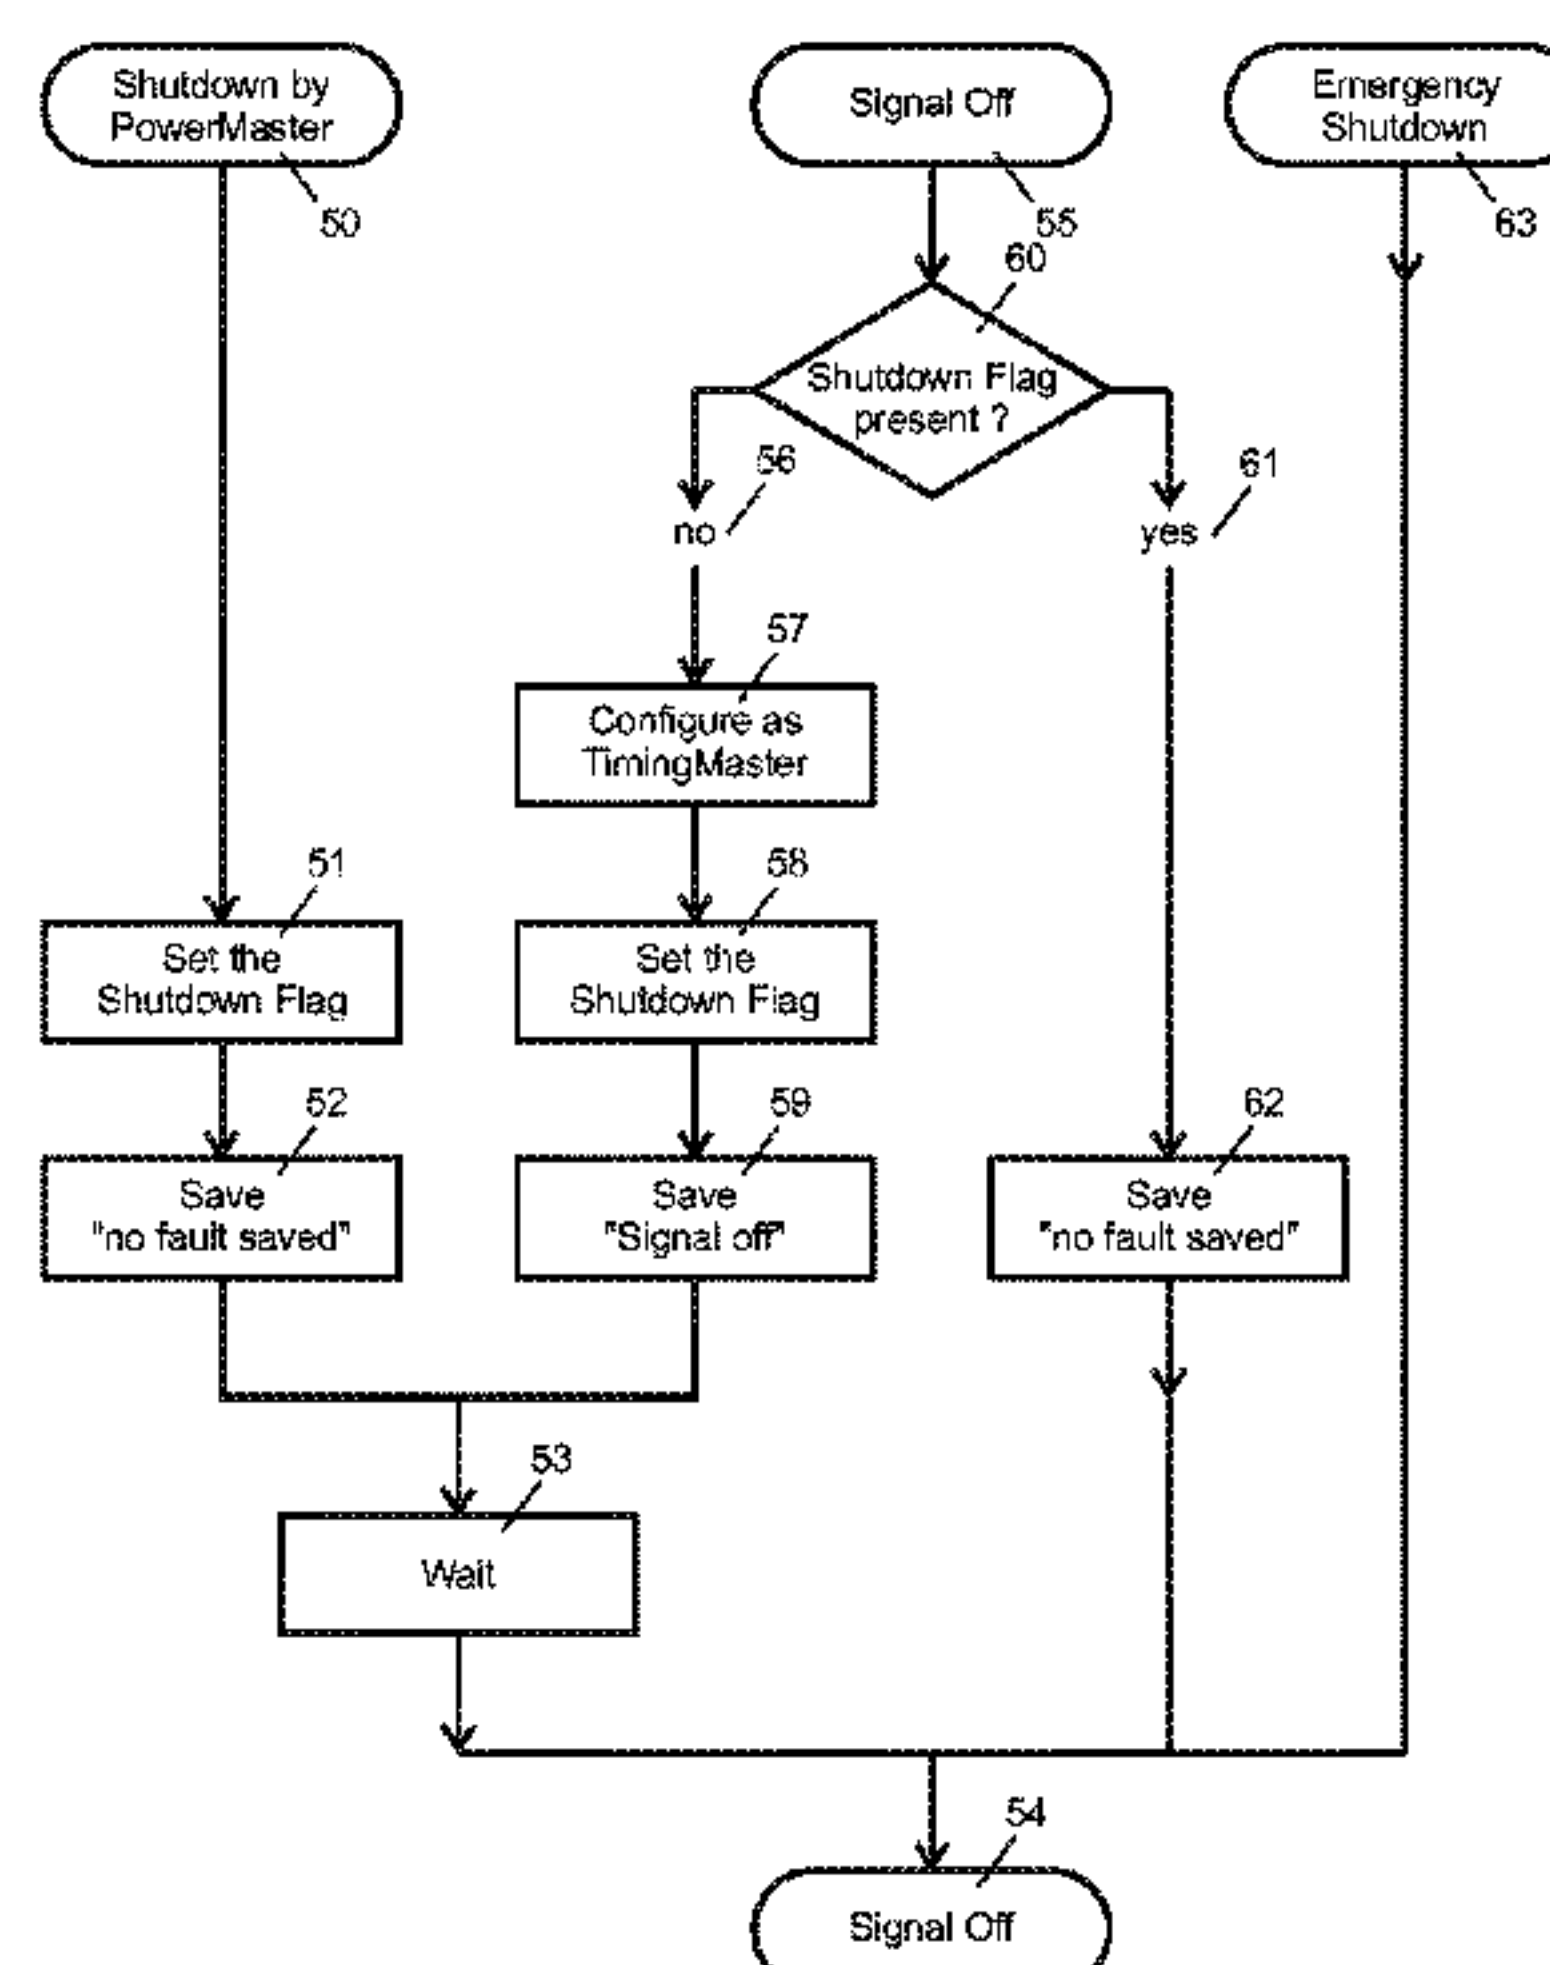 Shutdown by
PowerMaster
50
Signal Off
55
Emergency
Shutdown
63
60
Shutdown Flag
present ?
56
no
61
yes
57
Configure as
TimingMaster
51
Set the
Shutdown Flag
58
Set the
Shutdown Flag
52
Save
"no fault saved"
59
Save
"Signal off"
62
Save
"no fault saved"
53
Wait
54
Signal Off